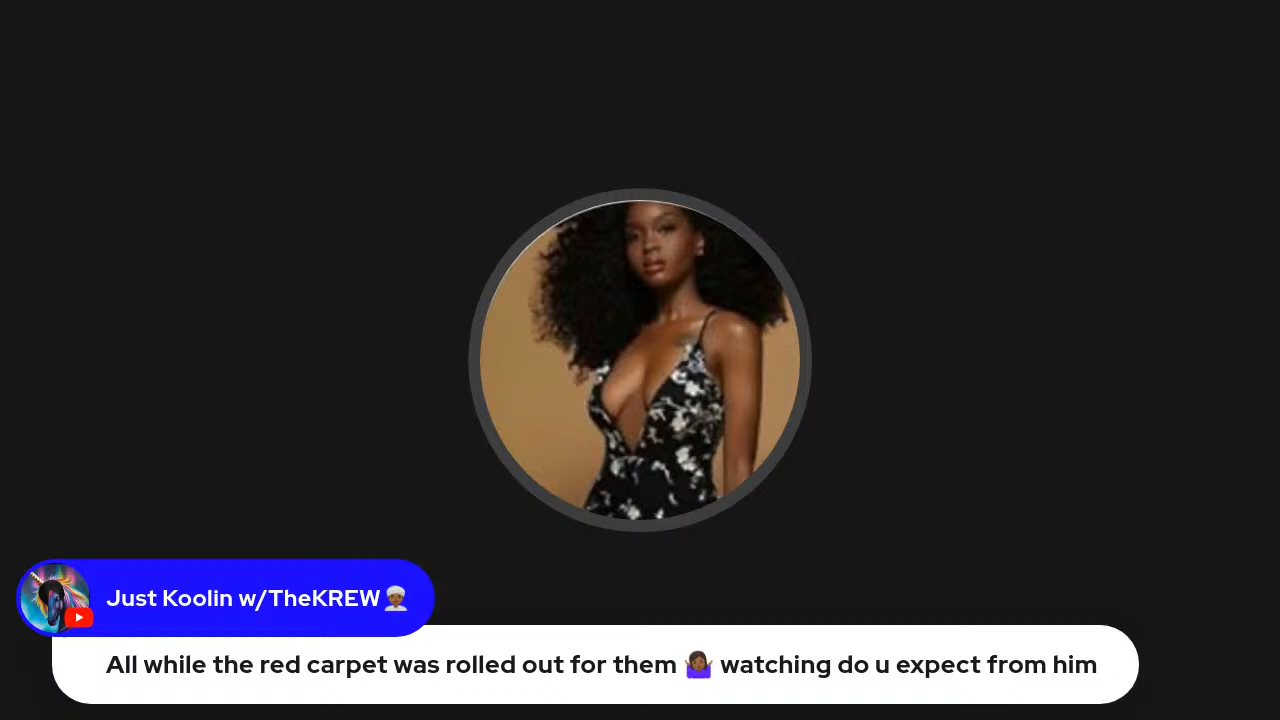 Just Koolin w/TheKREW👳🏾
All while the red carpet was rolled out for them 🤷🏾‍♀️ watching do u expect from him